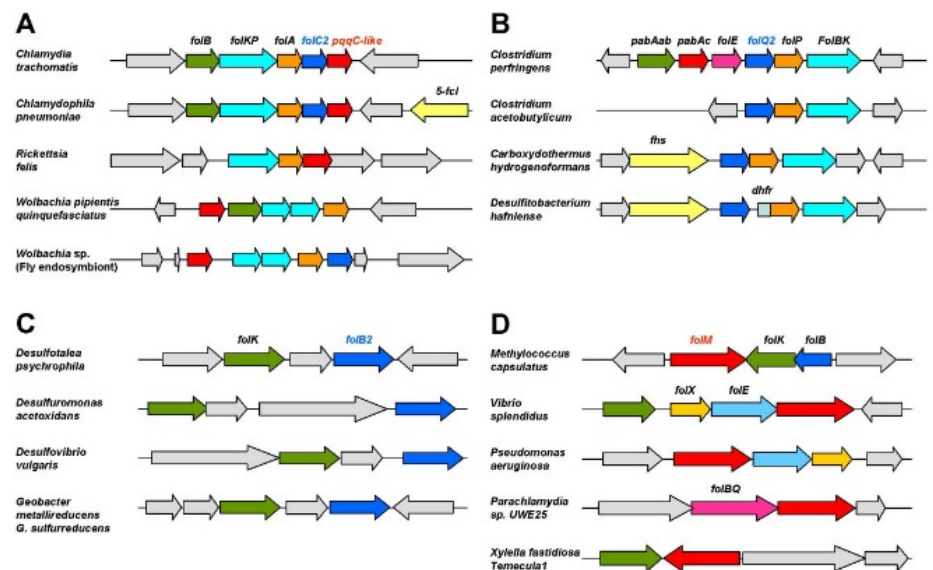 A
folB folKP folA folC2 pqqC-like
Chlamydia
trachomatis
5-fcl
Chlamydophila
pneumoniae
Rickettsia
felis
Wolbachia pipientis
quinquefasciatus
Wolbachia sp.
(Fly endosymbiont)
B
pabAab pabAc folE folQ2 folP FolBK
Clostridium
perfringens
Clostridium
acetobutylicum
fhs
Carboxydothermus
hydrogenoformans
dhfr
Desulfitobacterium
hafniense
C
folK folB2
Desulfotalea
psychrophila
Desulfuromonas
acetoxidans
Desulfovibrio
vulgaris
Geobacter
metallireducens
G. sulfurreducens
D
folM folK folB
Methylococcus
capsulatus
folX folE
Vibrio
splendidus
Pseudomonas
aeruginosa
folBQ
Parachlamydia
sp. UWE25
Xylella fastidiosa
Temecula1